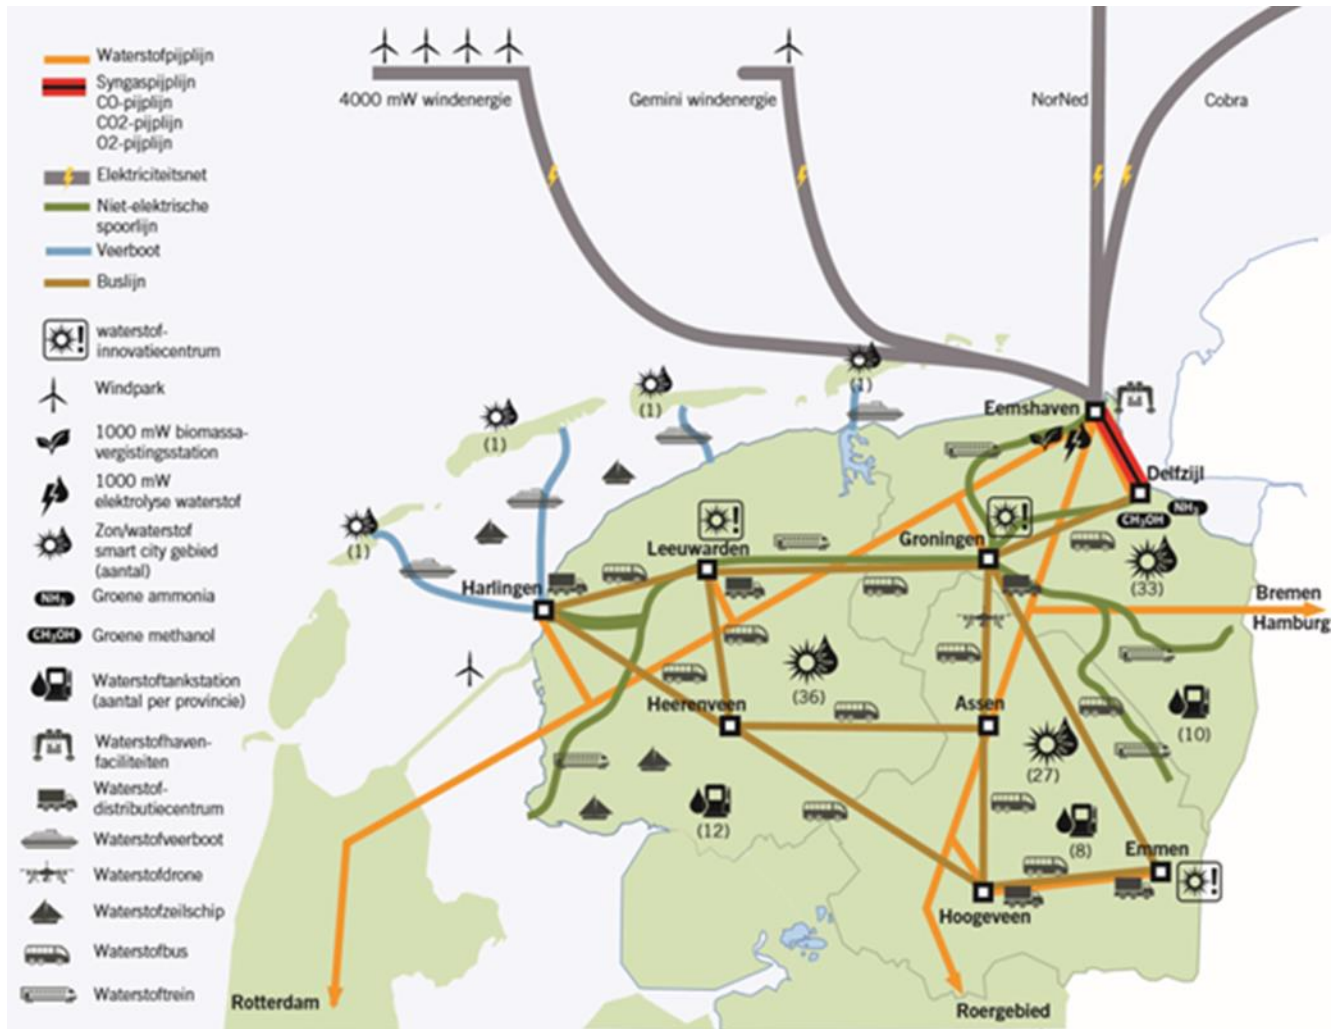 Waterstofpijplijn
Syngaspijplijn
CO-pijplijn
CO2-pijplijn
O2-pijplijn
Elektriciteitsnet
Niet-elektrische
spoorlijn
Veerboot
Buslijn
waterstof-
innovatiecentrum
Windpark
1000 mW biomassa-
vergistingsstation
1000 mW
elektrolyse waterstof
Zon/waterstof
smart city gebied
(aantal)
NH3
Groene ammonia
CH3OH
Groene methanol
Waterstoftankstation
(aantal per provincie)
Waterstofhaven-
faciliteiten
Waterstof-
distributiecentrum
Waterstofveerboot
Waterstofdrone
Waterstofzeilschip
Waterstofbus
Waterstoftrein
4000 mW windenergie
Gemini windenergie
NorNed
Cobra
(1)
(1)
(1)
(1)
Eemshaven
Delfzijl
NH3
CH3OH
Groningen
Leeuwarden
Harlingen
(33)
Bremen
Hamburg
(36)
Heerenveen
Assen
(10)
(27)
(12)
(8)
Emmen
Hoogeveen
Rotterdam
Roergebied